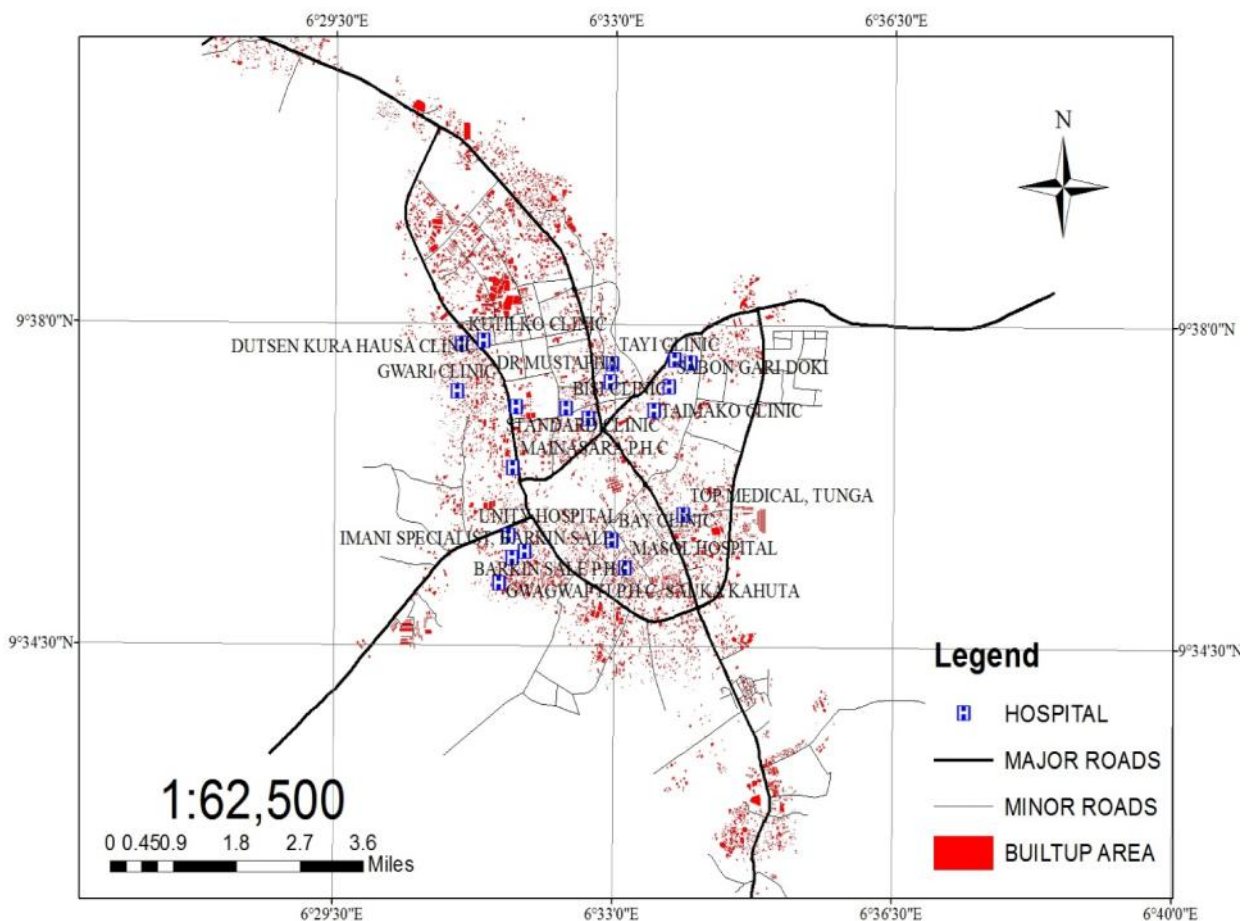 6°29'30"E
6°33'0"E
6°36'30"E
N
9°38'0"N
9°38'0"N
KUTILKO CLINIC
DUTSEN KURA HAUSA CLINIC
TAYI CLINIC
DR MUSTAPHA
SABON GARI DOKI
GWARI CLINIC
BISI CLINIC
TAIMAKO CLINIC
STANDARD CLINIC
MAINASARA P.H.C
TOP MEDICAL, TUNGA
UNITY HOSPITAL
BAY CLINIC
IMANI SPECIALIST, BARKIN SALE
MASOL HOSPITAL
BARKIN SALE P.H.C
P.H.C, SAUKA KAHUTA
9°34'30"N
9°34'30"N
Legend
HOSPITAL
MAJOR ROADS
MINOR ROADS
BUILTUP AREA
1:62,500
0 0.45 0.9 1.8 2.7 3.6
Miles
6°29'30"E
6°33'0"E
6°36'30"E
6°40'0"E